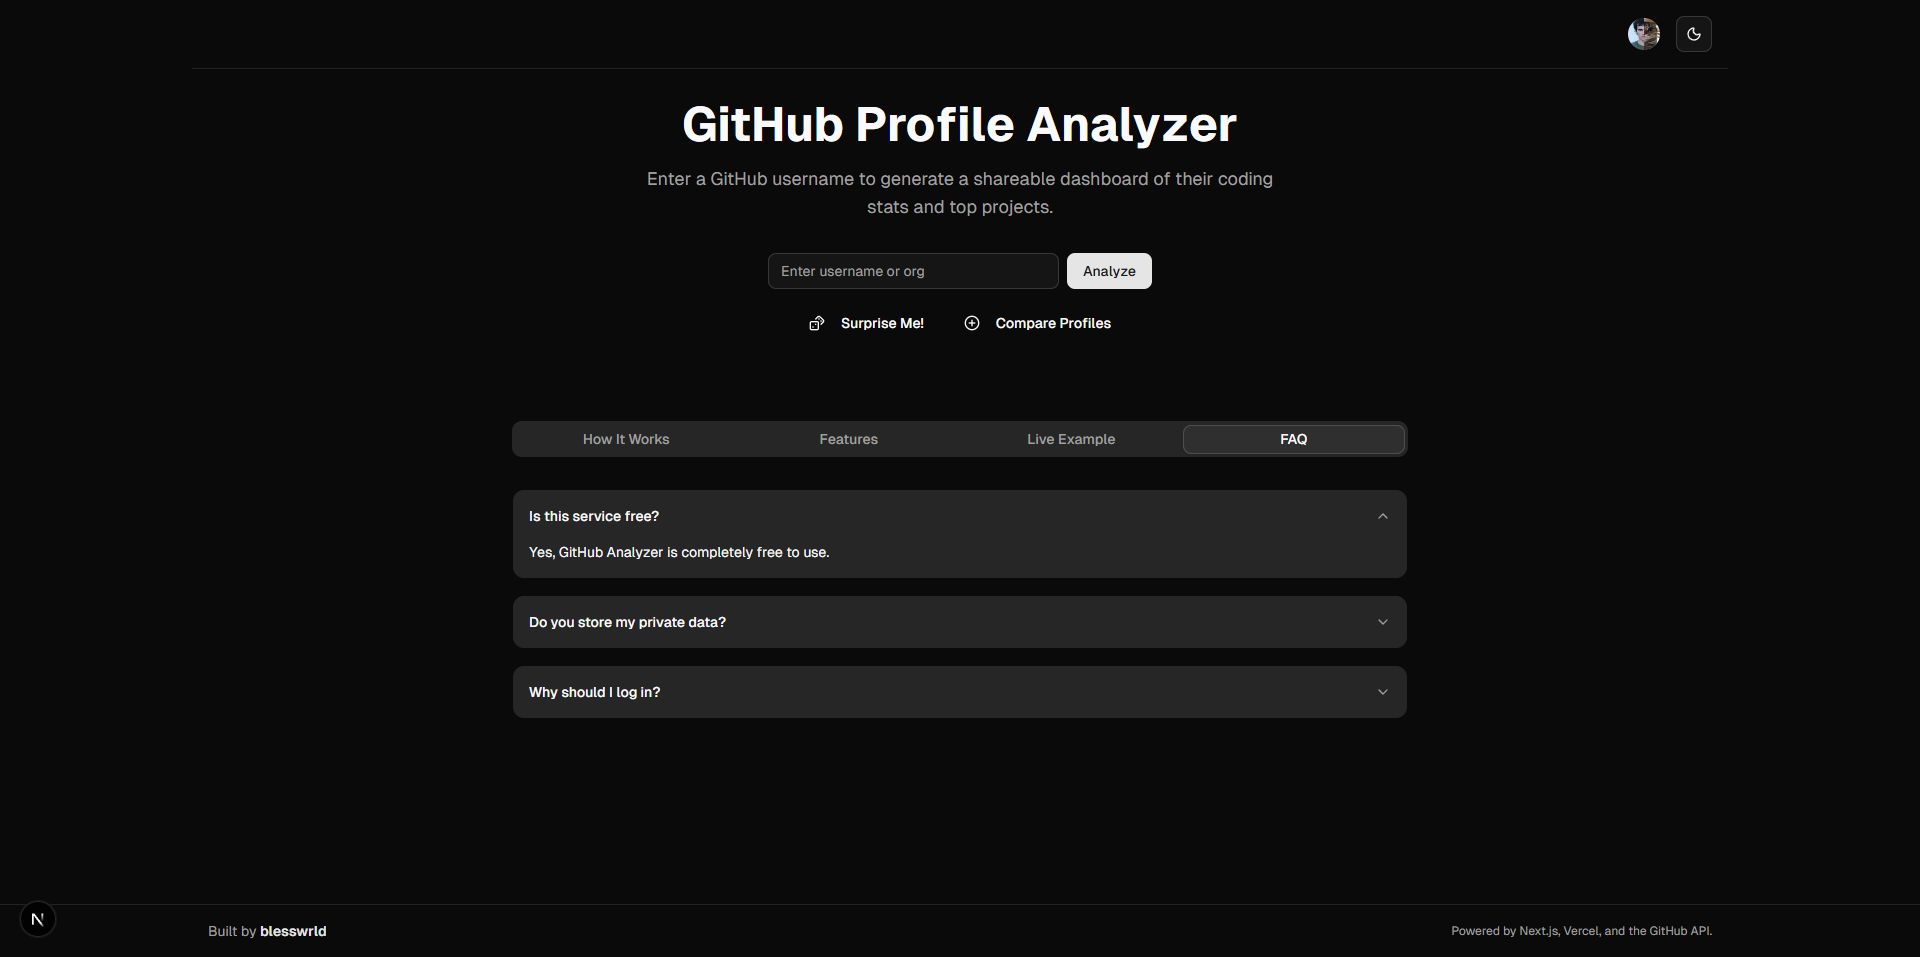 GitHub Profile Analyzer
Enter a GitHub username to generate a shareable dashboard of their coding
stats and top projects.
Enter username or org
Analyze
Surprise Me!
Compare Profiles
How It Works
Features
Live Example
FAQ
Is this service free?
Yes, GitHub Analyzer is completely free to use.
Do you store my private data?
Why should I log in?
N
Built by blesswrld
Powered by Next.js, Vercel, and the GitHub API.